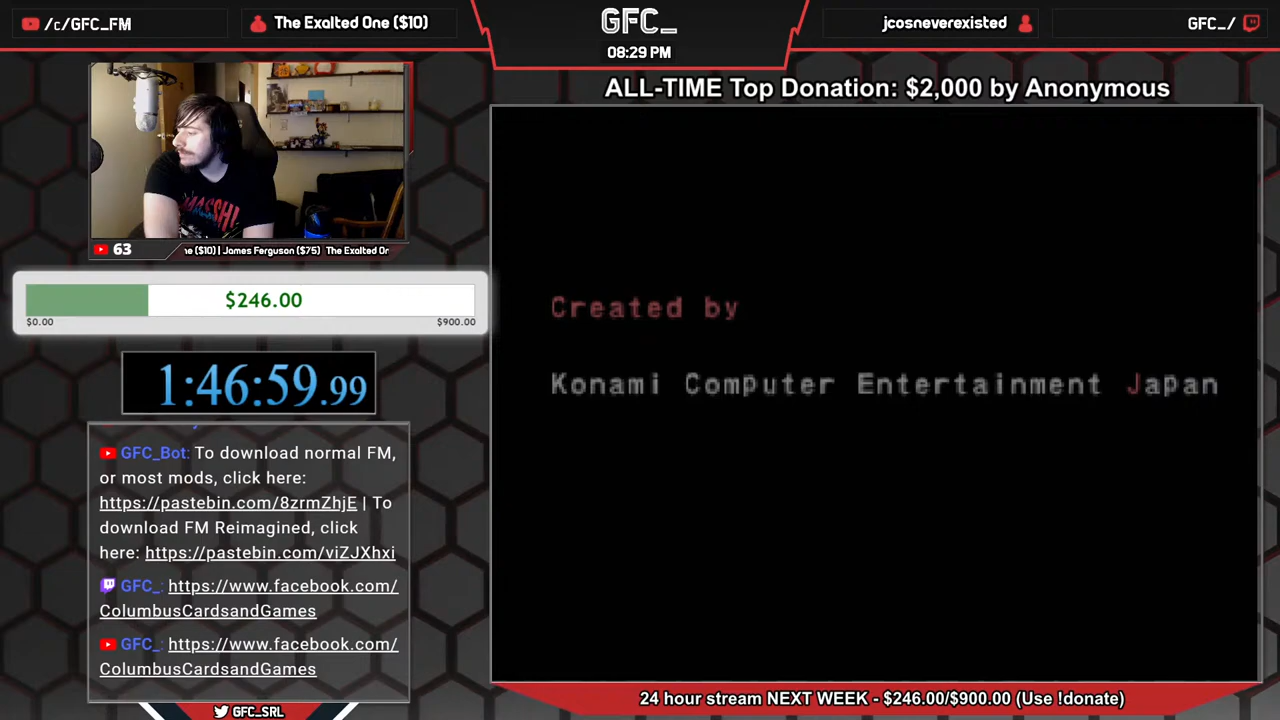 /c/GFC_FM
The Exalted One ($10)
GFC_
08:29 PM
jcosneverexisted
GFC_/
ALL-TIME Top Donation: $2,000 by Anonymous
63
ne ($10) | James Ferguson ($75) The Exalted On
$246.00
$0.00
$900.00
1:46:59.99
GFC_Bot: To download normal FM,
or most mods, click here:
https://pastebin.com/8zrmZhjE | To
download FM Reimagined, click
here: https://pastebin.com/viZJXhxi
GFC_: https://www.facebook.com/
ColumbusCardsandGames
GFC_: https://www.facebook.com/
ColumbusCardsandGames
GFC_SRL
Created by
Konami Computer Entertainment Japan
24 hour stream NEXT WEEK - $246.00/$900.00 (Use !donate)